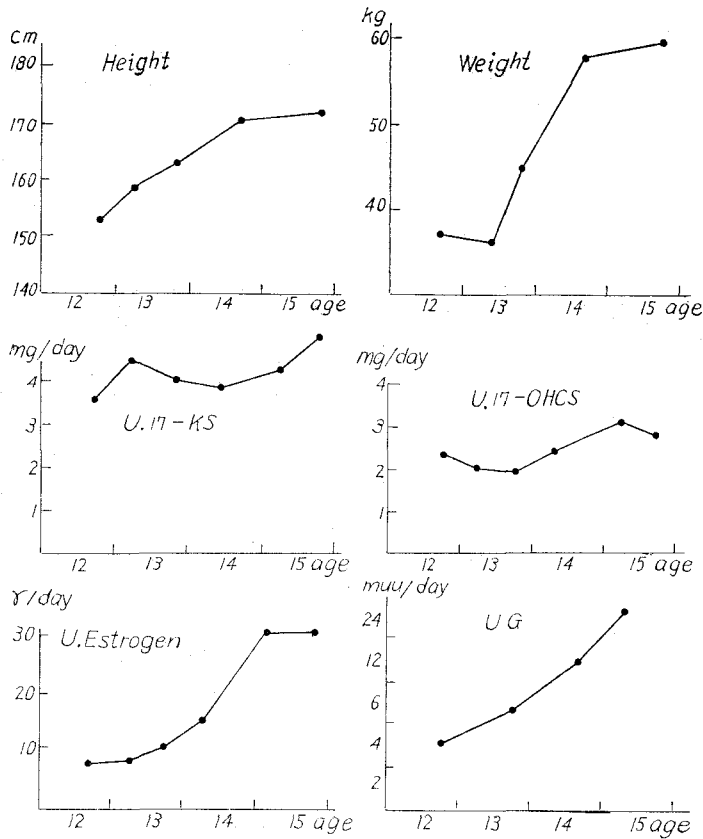 cm
180
Height
170
160
150
140
12 13 14 15 age
kg
60
Weight
50
40
12 13 14 15 age
mg/day
4
3
U.17-KS
2
1
12 13 14 15 age
mg/day
4
U.17-OHCS
3
2
1
12 13 14 15 age
γ/day
30
U.Estrogen
20
10
12 13 14 15 age
muu/day
24
UG
12
6
4
2
12 13 14 15 age